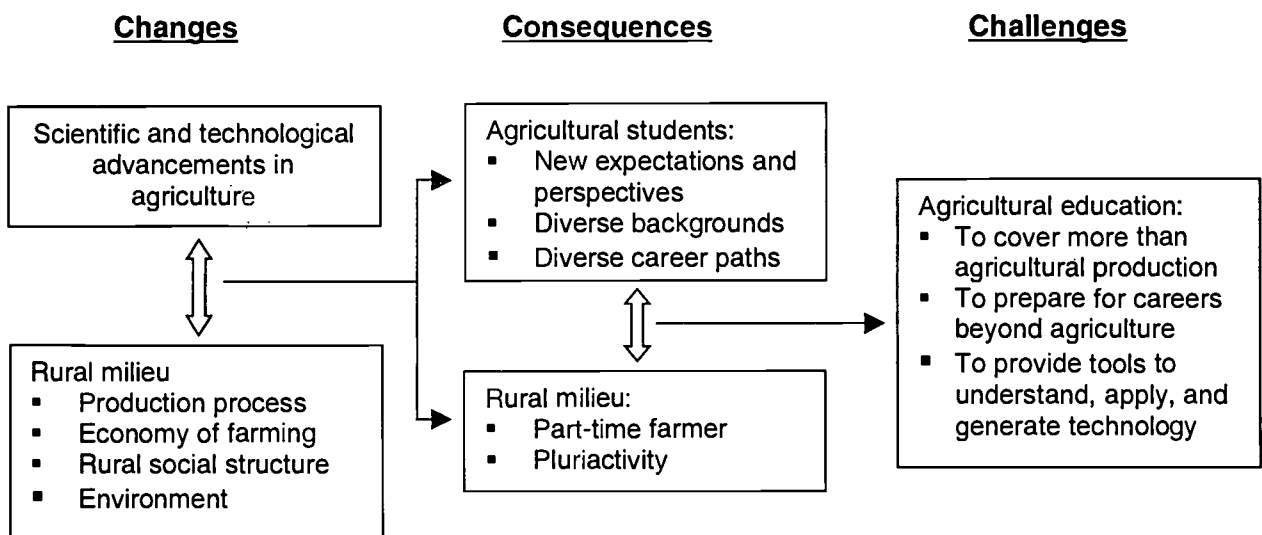 Changes
Consequences
Challenges
Scientific and technological
advancements in
agriculture
Rural milieu
▪ Production process
▪ Economy of farming
▪ Rural social structure
▪ Environment
Agricultural students:
▪ New expectations and
perspectives
▪ Diverse backgrounds
▪ Diverse career paths
Rural milieu:
▪ Part-time farmer
▪ Pluriactivity
Agricultural education:
▪ To cover more than
agricultural production
▪ To prepare for careers
beyond agriculture
▪ To provide tools to
understand, apply, and
generate technology